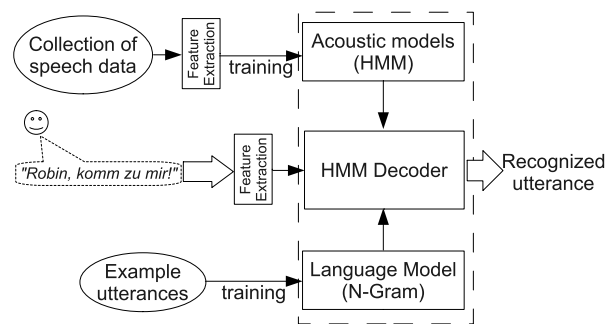 Collection of
speech data
Feature
Extraction
training
Acoustic models
(HMM)
"Robin, komm zu mir!"
Feature
Extraction
HMM Decoder
Recognized
utterance
Example
utterances
training
Language Model
(N-Gram)